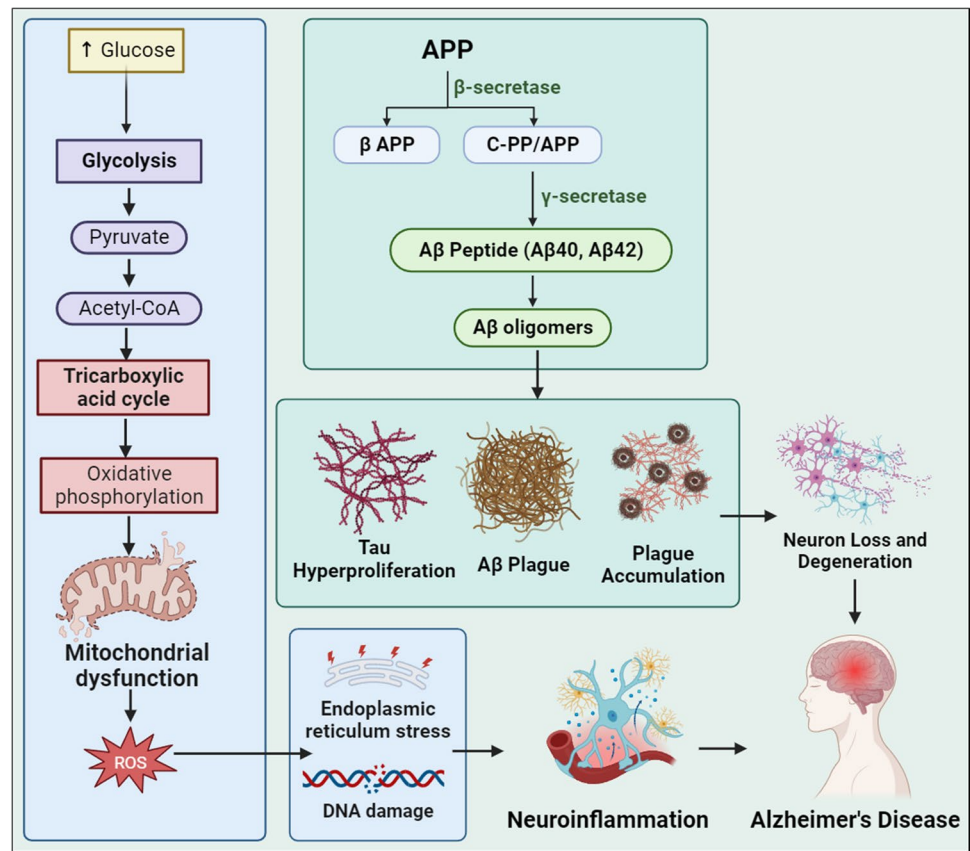 ↑ Glucose
Glycolysis
Pyruvate
Acetyl-CoA
Tricarboxylic
acid cycle
Oxidative
phosphorylation
Mitochondrial
dysfunction
ROS
APP
β-secretase
β APP
C-PP/APP
γ-secretase
Aβ Peptide (Aβ40, Aβ42)
Aβ oligomers
Tau
Hyperproliferation
Aβ Plague
Plague
Accumulation
Neuron Loss and
Degeneration
Endoplasmic
reticulum stress
DNA damage
Neuroinflammation
Alzheimer's Disease